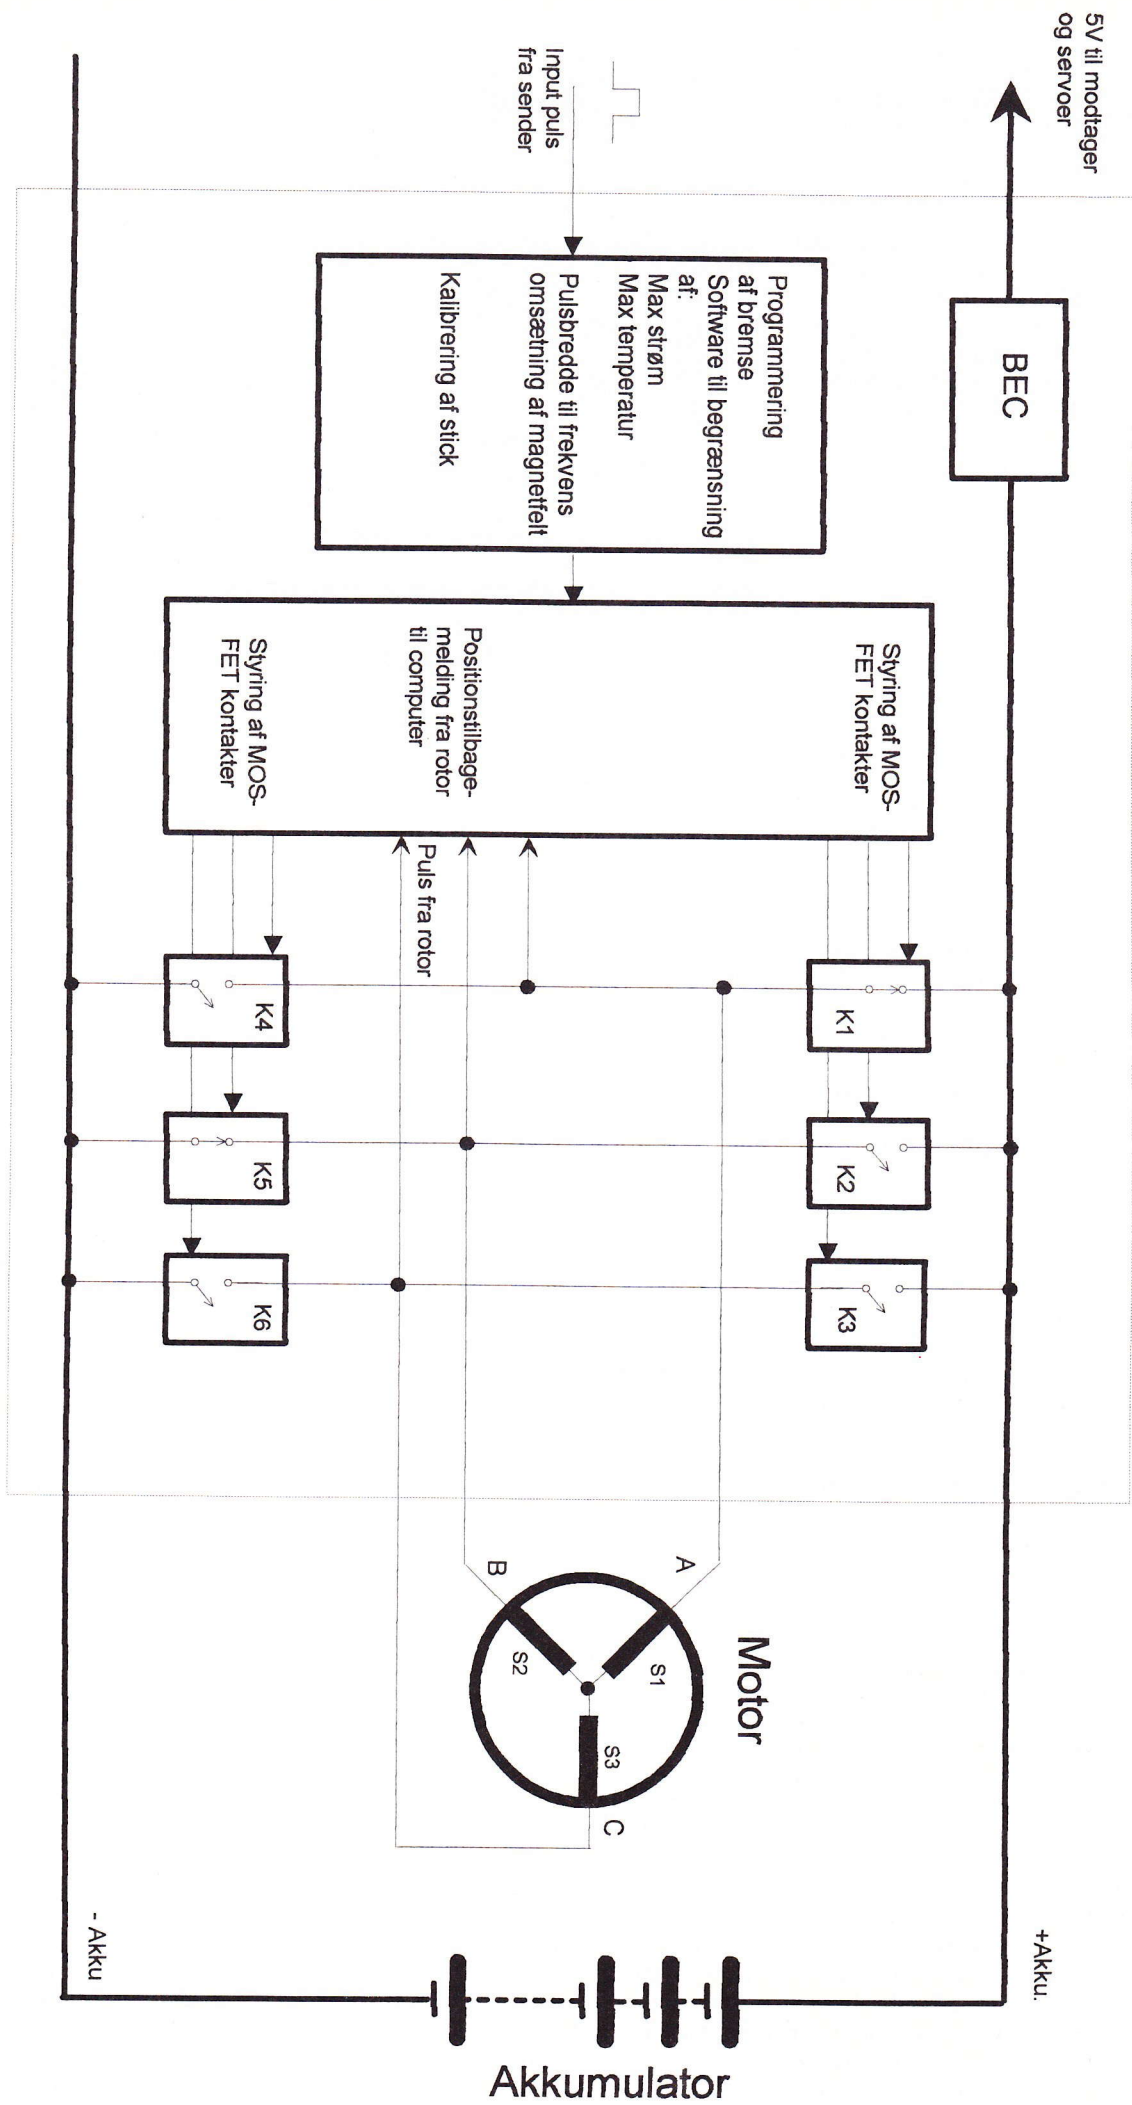 5V til modtager
og servoer
BEC
+Akku.
Input puls
fra sender
Programmering
af bremse
Software til begrænsning
af:
Max strøm
Max temperatur
Pulsbredde til frekvens
omsætning af magnetfelt
Kalibrering af stick
Styring af MOS-
FET kontakter
Positionstilbage-
melding fra rotor
til computer
Styring af MOS-
FET kontakter
Puls fra rotor
K1
K2
K3
K4
K5
K6
Motor
A
S1
B
S2
S3
C
Akkumulator
- Akku